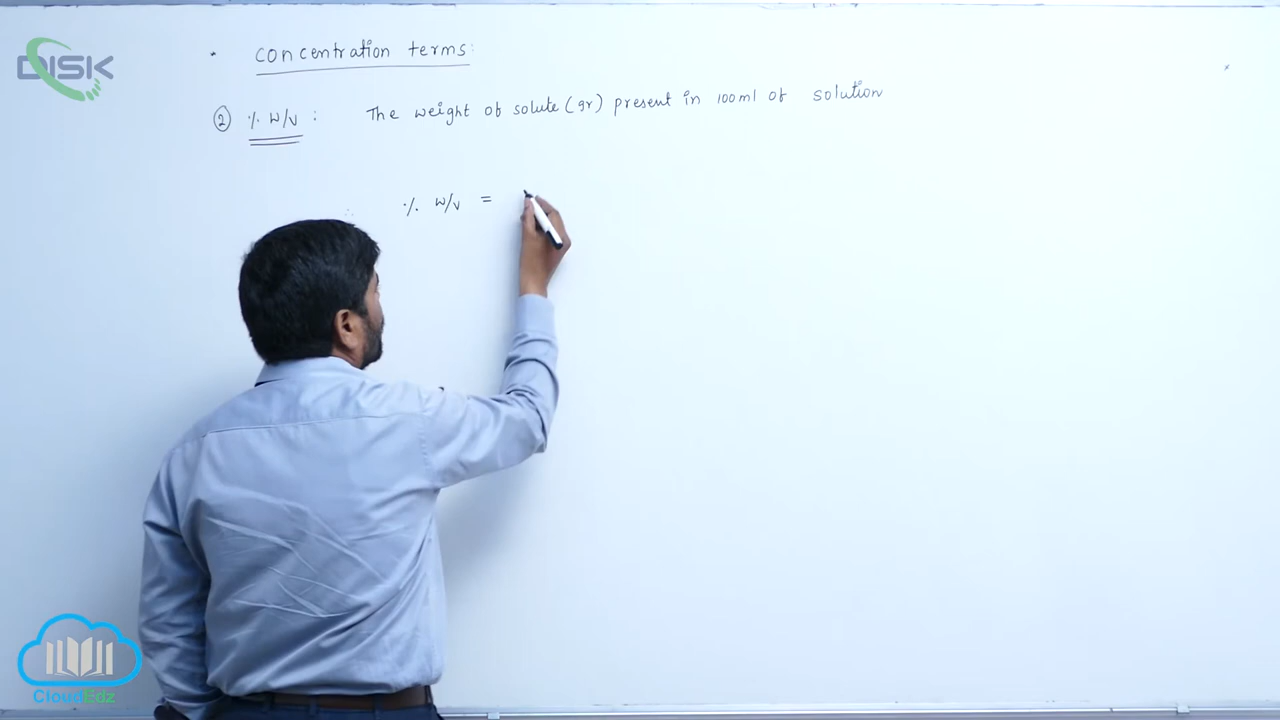 DISK
* Concentration terms:
② % W/V : The weight of solute (gr) present in 100ml of solution
∴ % W/V =
CloudEdz